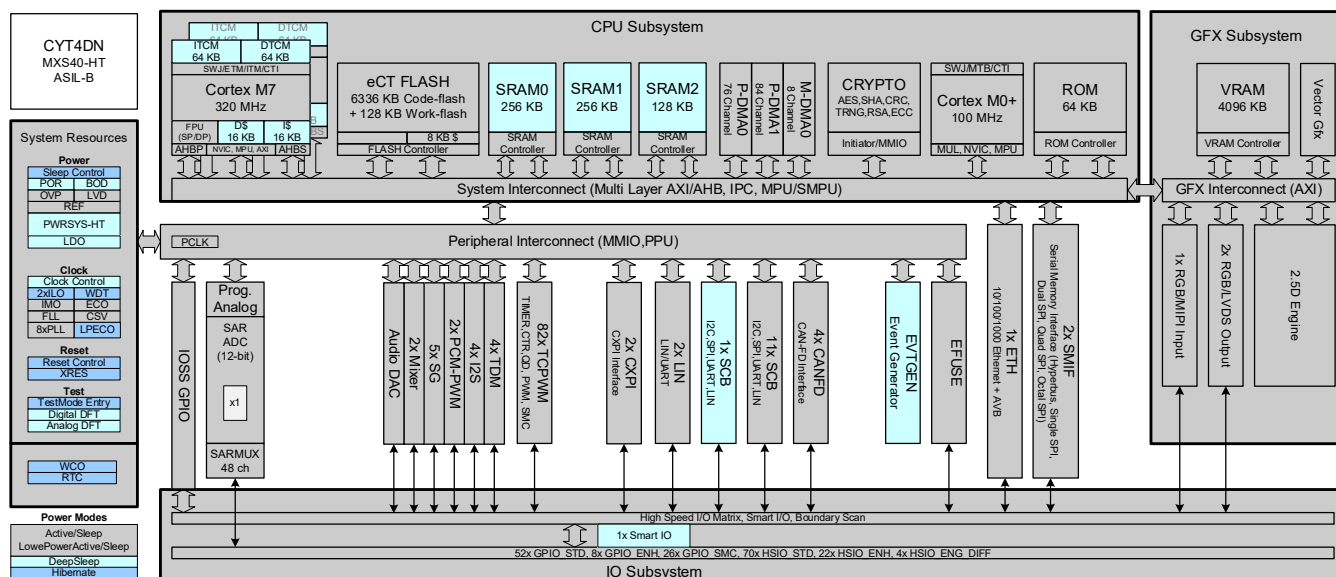 CYT4DN
MXS40-HT
ASIL-B
System Resources
Power
Sleep Control
POR BOD
OVP LVD
REF
PWRSYS-HT
LDO
Clock
Clock Control
2xILO WDT
IMO ECO
FLL CSV
8xPLL LPECO
Reset
Reset Control
XRES
Test
TestMode Entry
Digital DFT
Analog DFT
WCO
RTC
Power Modes
Active/Sleep
LowePowerActive/Sleep
DeepSleep
Hibernate
CPU Subsystem
ITCM DTCM
ITCM DTCM
64 KB 64 KB
SWJ/ETM/ITM/CTI
Cortex M7
320 MHz
FPU D$ I$
(SP/DP) 16 KB 16 KB
AHBP NVIC, MPU, AXI AHBS
eCT FLASH
6336 KB Code-flash
+ 128 KB Work-flash
8 KB $
FLASH Controller
SRAM0
256 KB
SRAM
Controller
SRAM1
256 KB
SRAM
Controller
SRAM2
128 KB
SRAM
Controller
P-DMA0
76 Channel
P-DMA1
84 Channel
M-DMA0
8 Channel
CRYPTO
AES,SHA,CRC,
TRNG,RSA,ECC
Initiator/MMIO
SWJ/MTB/CTI
Cortex M0+
100 MHz
MUL, NVIC, MPU
ROM
64 KB
ROM Controller
System Interconnect (Multi Layer AXI/AHB, IPC, MPU/SMPU)
GFX Subsystem
VRAM
4096 KB
VRAM Controller
Vector Gfx
GFX Interconnect (AXI)
1x RGB/MIPI Input
2x RGB/LVDS Output
2.5D Engine
PCLK
Peripheral Interconnect (MMIO,PPU)
IOSS GPIO
Prog.
Analog
SAR
ADC
(12-bit)
x1
SARMUX
48 ch
Audio DAC
2x Mixer
5x SG
2x PCM-PWM
4x I2S
4x TDM
82x TCPWM
TIMER,CTR,QD, PWM, SMC
2x CXPI
CXPI Interface
2x LIN
LIN/UART
1x SCB
I2C,SPI,UART,LIN
11x SCB
I2C,SPI,UART,LIN
4x CANFD
CAN-FD Interface
EVTGEN
Event Generator
EFUSE
1x ETH
10/100/1000 Ethernet + AVB
2x SMIF
Serial Memory Interface (Hyperbus, Single SPI,
Dual SPI, Quad SPI, Octal SPI)
High Speed I/O Matrix, Smart I/O, Boundary Scan
1x Smart IO
52x GPIO_STD, 8x GPIO_ENH, 26x GPIO_SMC, 70x HSIO_STD, 22x HSIO_ENH, 4x HSIO_ENG_DIFF
IO Subsystem